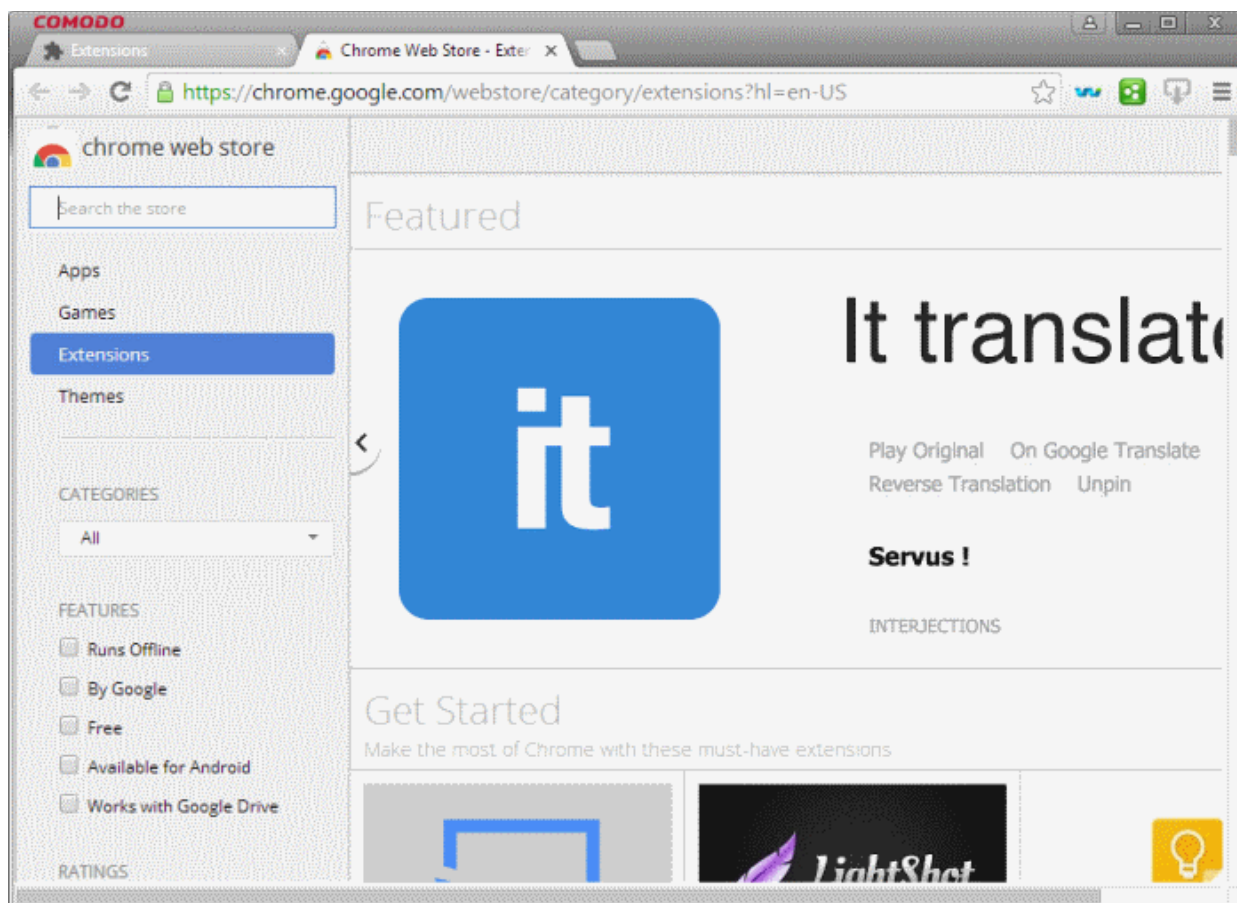 COMODO
Extensions
Chrome Web Store - Exter
https://chrome.google.com/webstore/category/extensions?hl=en-US
chrome web store
Search the store
Apps
Games
Extensions
Themes
CATEGORIES
All
FEATURES
Runs Offline
By Google
Free
Available for Android
Works with Google Drive
RATINGS
Featured
it
It translate
Play Original On Google Translate
Reverse Translation Unpin
Servus !
INTERJECTIONS
Get Started
Make the most of Chrome with these must-have extensions
LightShot